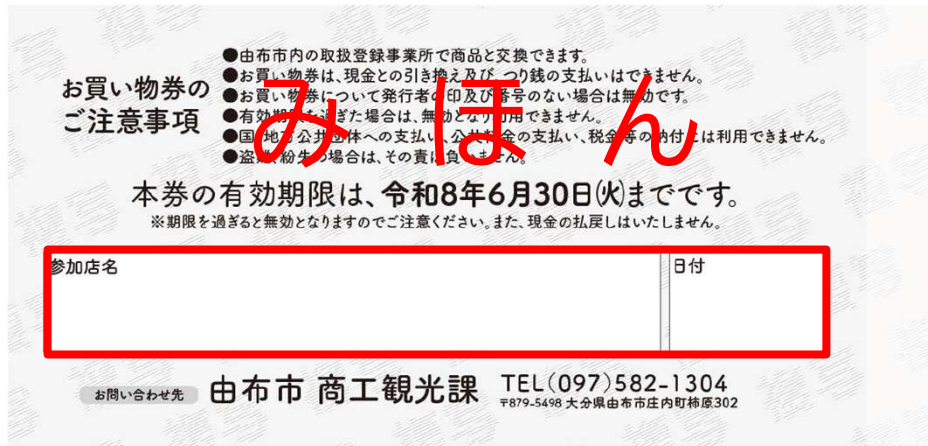 お買い物券の
ご注意事項
●由布市内の取扱登録事業所で商品と交換できます。
●お買い物券は、現金との引き換え及び、つり銭の支払いはできません。
●お買い物券について発行者の印及び番号のない場合は無効です。
●有効期限を過ぎた場合は、無効となり利用できません。
●国・地方公共団体への支払い、公共料金の支払い、税金等の納付には利用できません。
●盗難・紛失の場合は、その責は負いません。
みほん
本券の有効期限は、令和8年6月30日(火)までです。
※期限を過ぎると無効となりますのでご注意ください。また、現金の払戻しはいたしません。
参加店名
日付
お問い合わせ先 由布市 商工観光課 TEL(097)582-1304
〒879-5498 大分県由布市庄内町柿原302